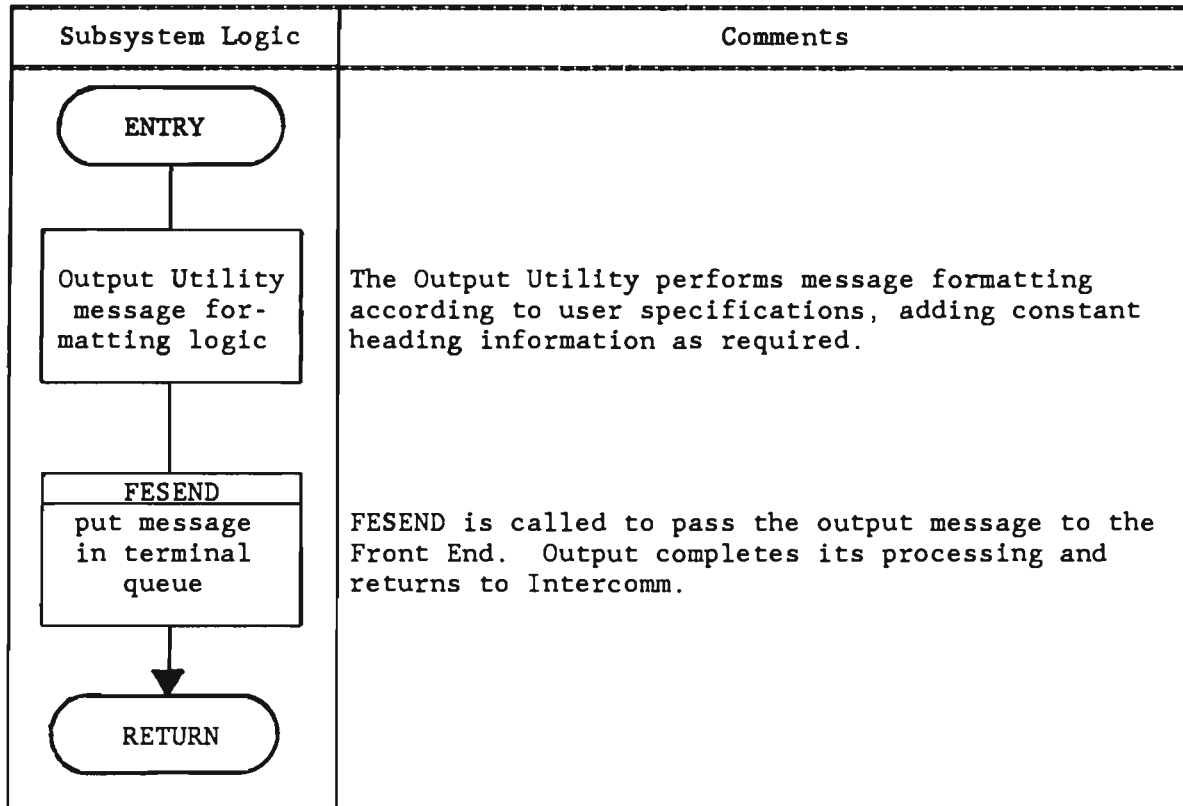 Subsystem Logic
Comments
ENTRY
Output Utility
message for-
matting logic
The Output Utility performs message formatting
according to user specifications, adding constant
heading information as required.
FESEND
put message
in terminal
queue
FESEND is called to pass the output message to the
Front End. Output completes its processing and
returns to Intercomm.
RETURN